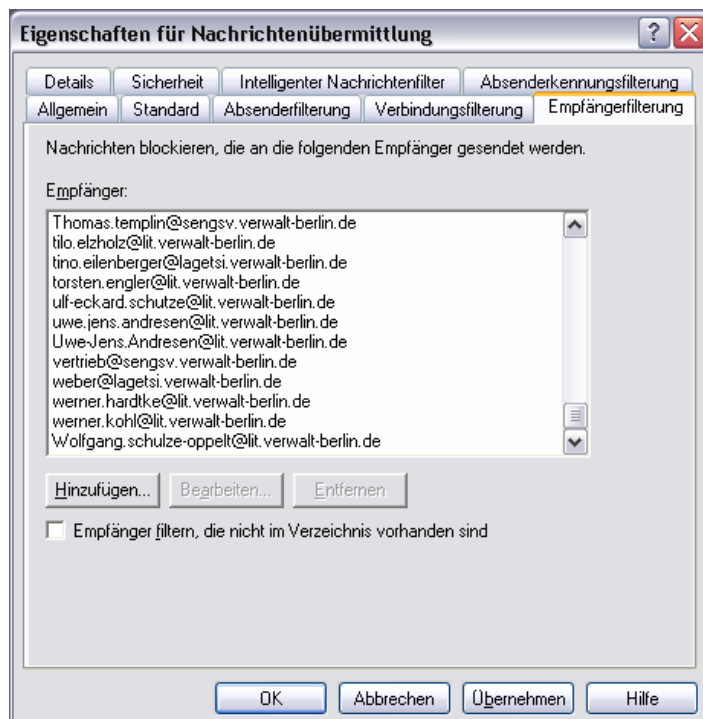 Eigenschaften für Nachrichtenübermittlung
?
X
Details Sicherheit Intelligenter Nachrichtenfilter Absenderkennungsfilterung
Allgemein Standard Absenderfilterung Verbindungsfilterung Empfängerfilterung
Nachrichten blockieren, die an die folgenden Empfänger gesendet werden.
Empfänger:
Thomas.templin@sengsv.verwalt-berlin.de
tilo.elzholz@lit.verwalt-berlin.de
tino.eilenberger@lagetsi.verwalt-berlin.de
torsten.engler@lit.verwalt-berlin.de
ulf-eckard.schutze@lit.verwalt-berlin.de
uwe.jens.andresen@lit.verwalt-berlin.de
Uwe-Jens.Andresen@lit.verwalt-berlin.de
vertrieb@sengsv.verwalt-berlin.de
weber@lagetsi.verwalt-berlin.de
werner.hardtke@lit.verwalt-berlin.de
werner.kohl@lit.verwalt-berlin.de
Wolfgang.schulze-oppelt@lit.verwalt-berlin.de
Hinzufügen... Bearbeiten... Entfernen
Empfänger filtern, die nicht im Verzeichnis vorhanden sind
OK Abbrechen Übernehmen Hilfe